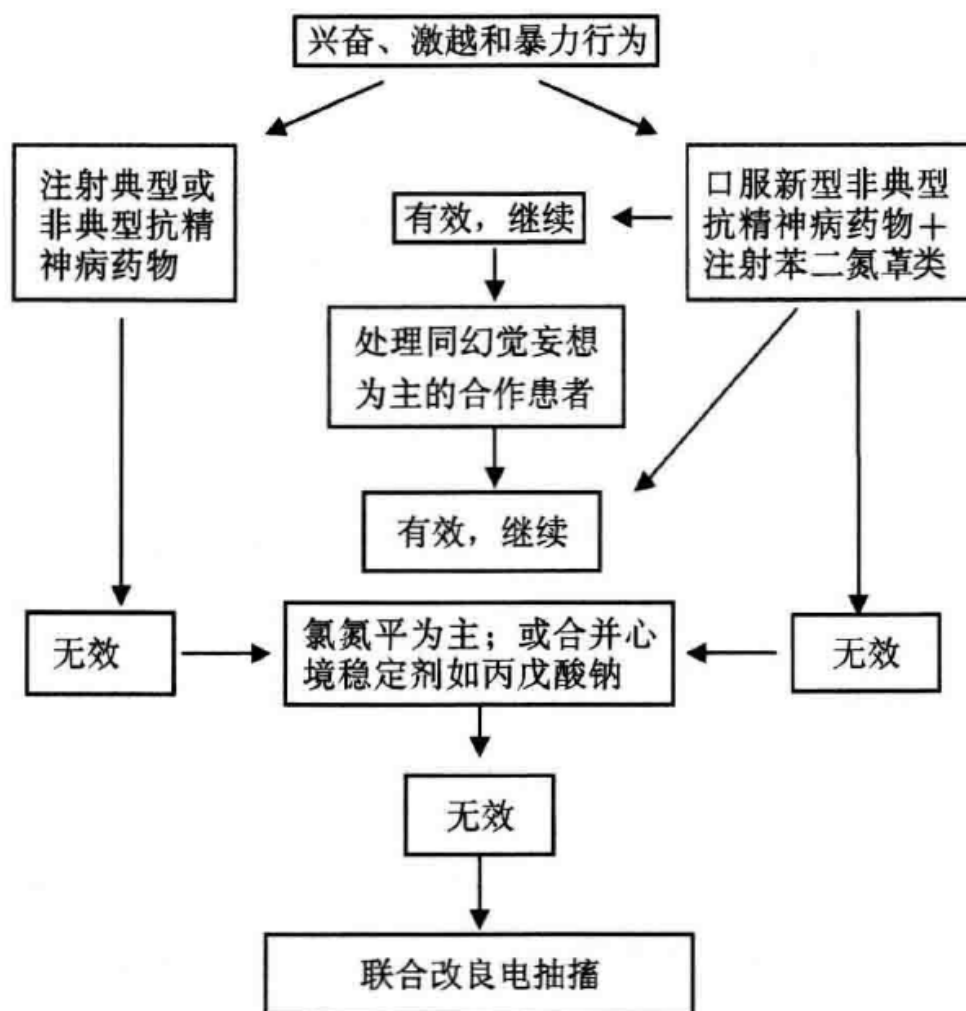 兴奋、激越和暴力行为
注射典型或
非典型抗精
神病药物
有效，继续
口服新型非典型
抗精神病药物＋
注射苯二氮䓬类
处理同幻觉妄想
为主的合作患者
有效，继续
无效
氯氮平为主；或合并心
境稳定剂如丙戊酸钠
无效
无效
联合改良电抽搐